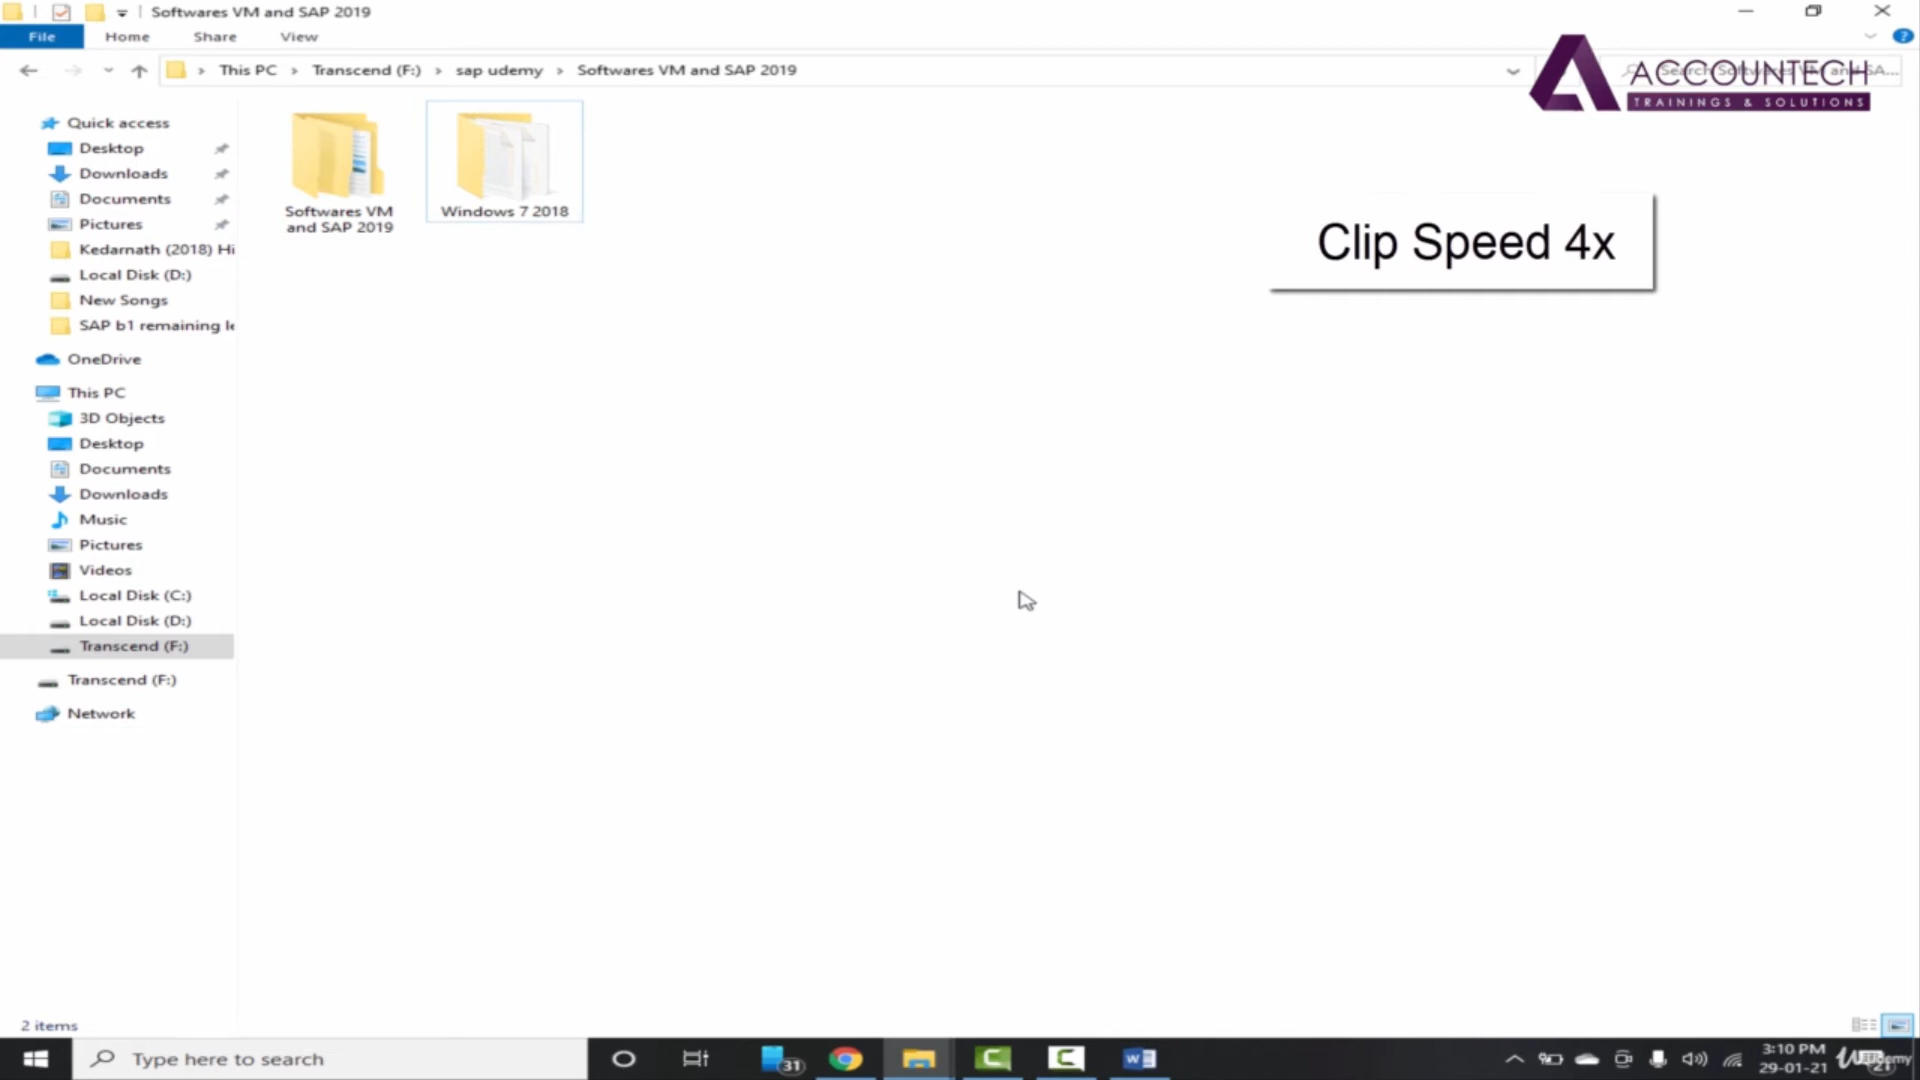 Softwares VM and SAP 2019
File Home Share View
This PC Transcend (F:) sap udemy Softwares VM and SAP 2019
ACCOUNTECH
TRAININGS & SOLUTIONS
Quick access
Desktop
Downloads
Documents
Pictures
Kedarnath (2018) Hi
Local Disk (D:)
New Songs
SAP b1 remaining le
OneDrive
This PC
3D Objects
Desktop
Documents
Downloads
Music
Pictures
Videos
Local Disk (C:)
Local Disk (D:)
Transcend (F:)
Transcend (F:)
Network
Softwares VM
and SAP 2019
Windows 7 2018
Clip Speed 4x
2 items
Type here to search
31
3:10 PM
29-01-21